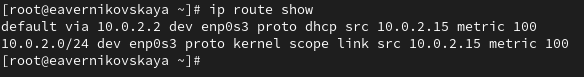 [root@eavernikovskaya ~]# ip route show
default via 10.0.2.2 dev enp0s3 proto dhcp src 10.0.2.15 metric 100
10.0.2.0/24 dev enp0s3 proto kernel scope link src 10.0.2.15 metric 100
[root@eavernikovskaya ~]#